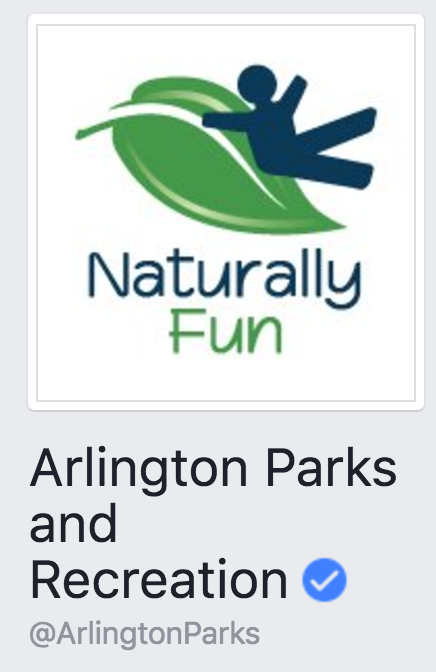 Naturally
Fun
Arlington Parks
and
Recreation
@ArlingtonParks